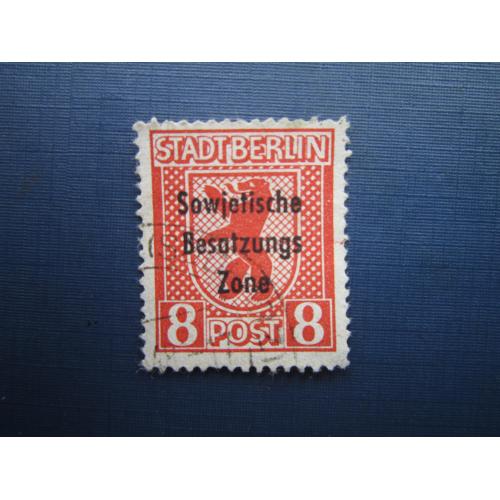 STADT BERLIN
Sowjetische
Besatzungs
Zone
8 POST 8